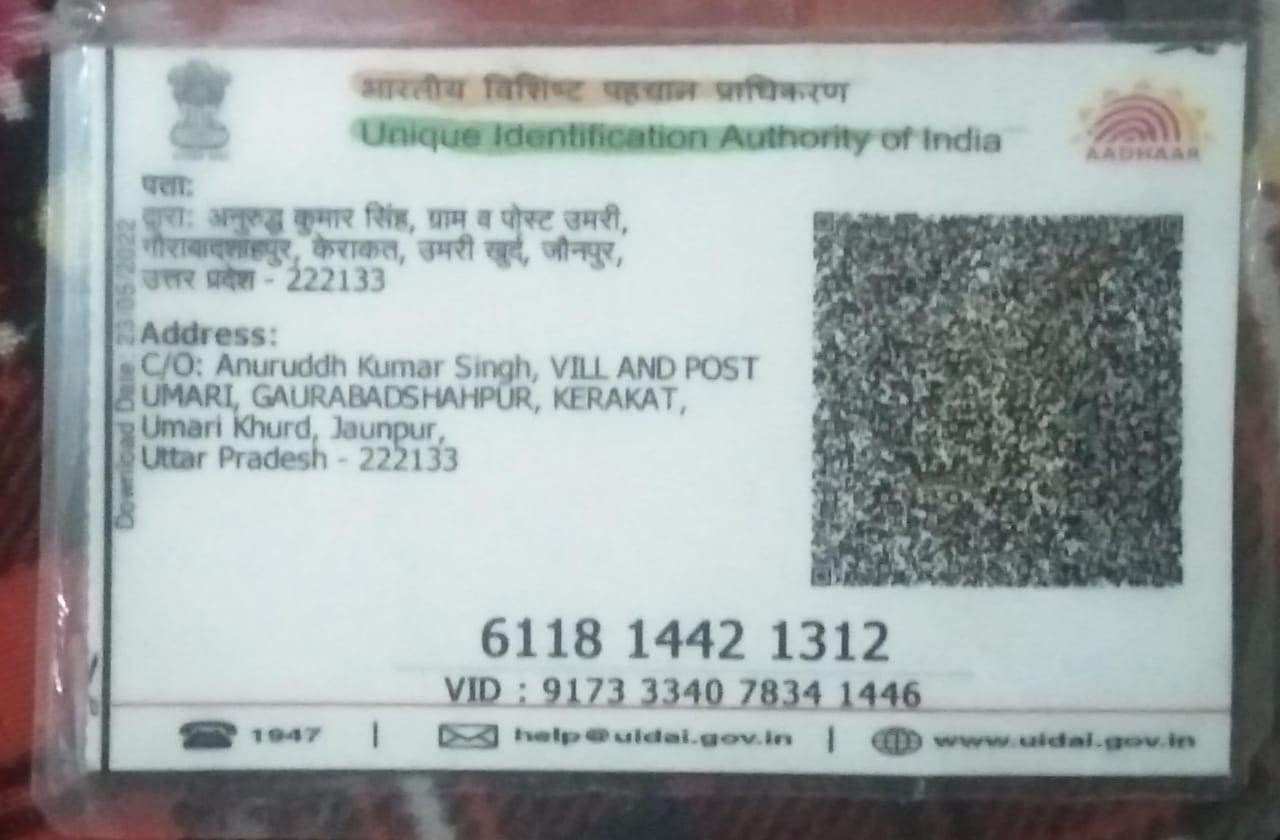 भारतीय विशिष्ट पहचान प्राधिकरण
Unique Identification Authority of India
AADHAAR
पता:
द्वारा: अनुरुद्ध कुमार सिंह, ग्राम व पोस्ट उमरी,
गौराबादशाहपुर, केराकत, उमरी खुर्द, जौनपुर,
उत्तर प्रदेश - 222133
Address:
C/O: Anuruddh Kumar Singh, VILL AND POST
UMARI, GAURABADSHAHPUR, KERAKAT,
Umari Khurd, Jaunpur,
Uttar Pradesh - 222133
Download Date: 23/05/2022
6118 1442 1312
VID : 9173 3340 7834 1446
1947 | help@uidai.gov.in | www.uidai.gov.in